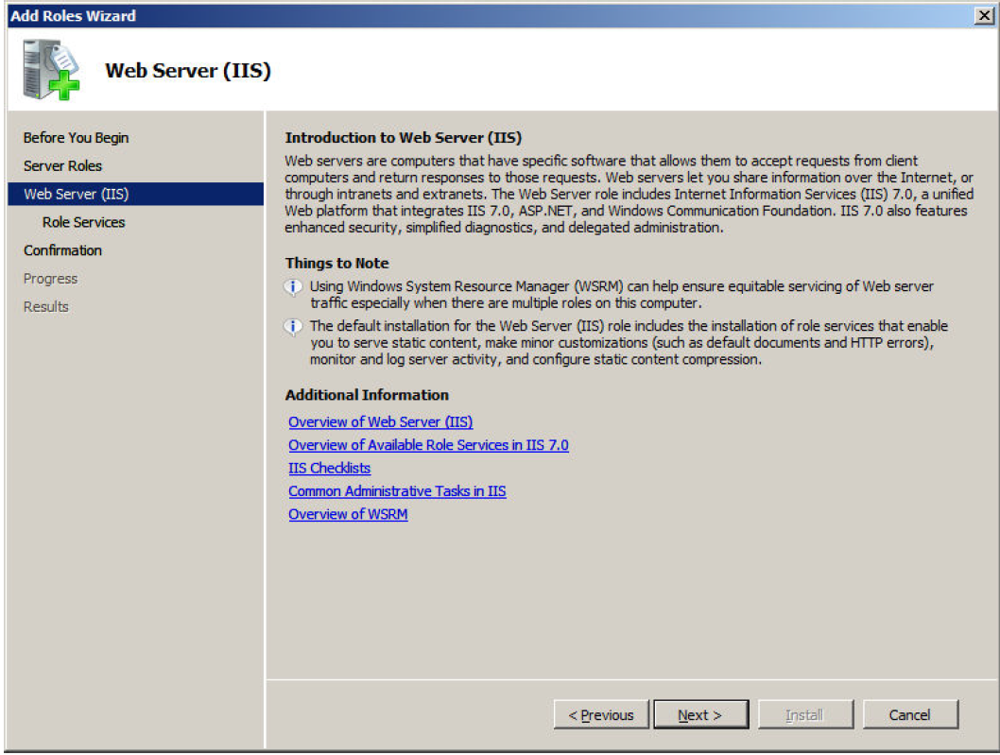 Add Roles Wizard
Web Server (IIS)
Before You Begin
Server Roles
Web Server (IIS)
Role Services
Confirmation
Progress
Results
Introduction to Web Server (IIS)
Web servers are computers that have specific software that allows them to accept requests from client
computers and return responses to those requests. Web servers let you share information over the Internet, or
through intranets and extranets. The Web Server role includes Internet Information Services (IIS) 7.0, a unified
Web platform that integrates IIS 7.0, ASP.NET, and Windows Communication Foundation. IIS 7.0 also features
enhanced security, simplified diagnostics, and delegated administration.
Things to Note
Using Windows System Resource Manager (WSRM) can help ensure equitable servicing of Web server
traffic especially when there are multiple roles on this computer.
The default installation for the Web Server (IIS) role includes the installation of role services that enable
you to serve static content, make minor customizations (such as default documents and HTTP errors),
monitor and log server activity, and configure static content compression.
Additional Information
Overview of Web Server (IIS)
Overview of Available Role Services in IIS 7.0
IIS Checklists
Common Administrative Tasks in IIS
Overview of WSRM
< Previous
Next >
Install
Cancel